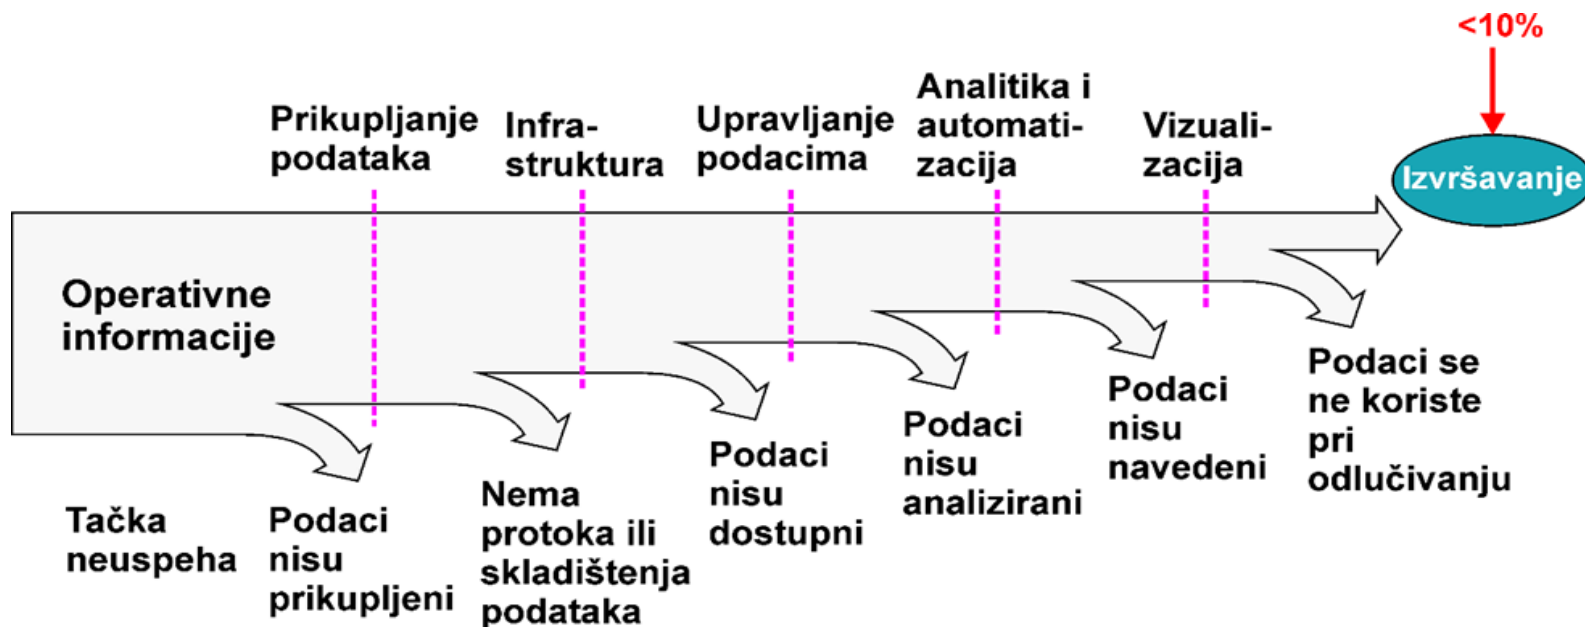 <10%
Prikupljanje
podataka
Infra-
struktura
Upravljanje
podacima
Analitika i
automati-
zacija
Vizuali-
zacija
Izvršavanje
Operativne
informacije
Tačka
neuspeha
Podaci
nisu
prikupljeni
Nema
protoka ili
skladištenja
podataka
Podaci
nisu
dostupni
Podaci
nisu
analizirani
Podaci
nisu
navedeni
Podaci se
ne koriste
pri
odlučivanju